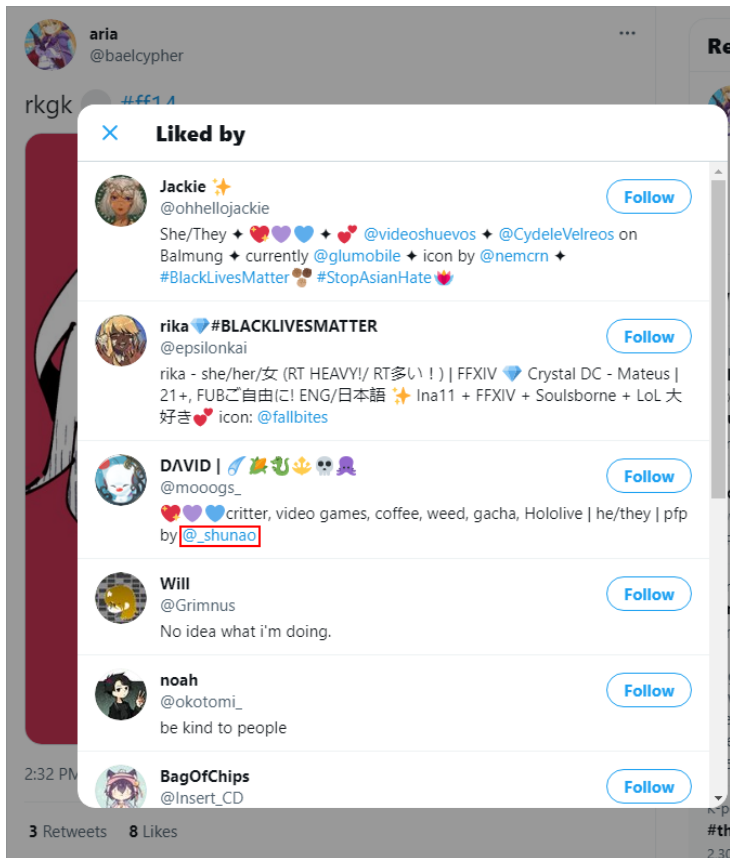 aria
@baelcypher
rkgk #ff14
Liked by
Jackie ✨
@ohhellojackie
Follow
She/They ✦ 💖💜💙 ✦ 💕 @videoshuevos ✦ @CydeleVelreos on
Balmung ✦ currently @glumobile ✦ icon by @nemcrn ✦
#BlackLivesMatter #StopAsianHate
rika💎#BLACKLIVESMATTER
@epsilonkai
Follow
rika - she/her/女 (RT HEAVY!/ RT多い！) | FFXIV 💎 Crystal DC - Mateus |
21+, FUBご自由に! ENG/日本語 ✨ Ina11 + FFXIV + Soulsborne + LoL 大
好き💕 icon: @fallbites
DΛVID | ☄️🌽🐉🔱💀🐙
@mooogs_
Follow
💖💜💙critter, video games, coffee, weed, gacha, Hololive | he/they | pfp
by @_shunao
Will
@Grimnus
Follow
No idea what i'm doing.
noah
@okotomi_
Follow
be kind to people
BagOfChips
@Insert_CD
Follow
2:32 PM
3 Retweets 8 Likes
Re
#th